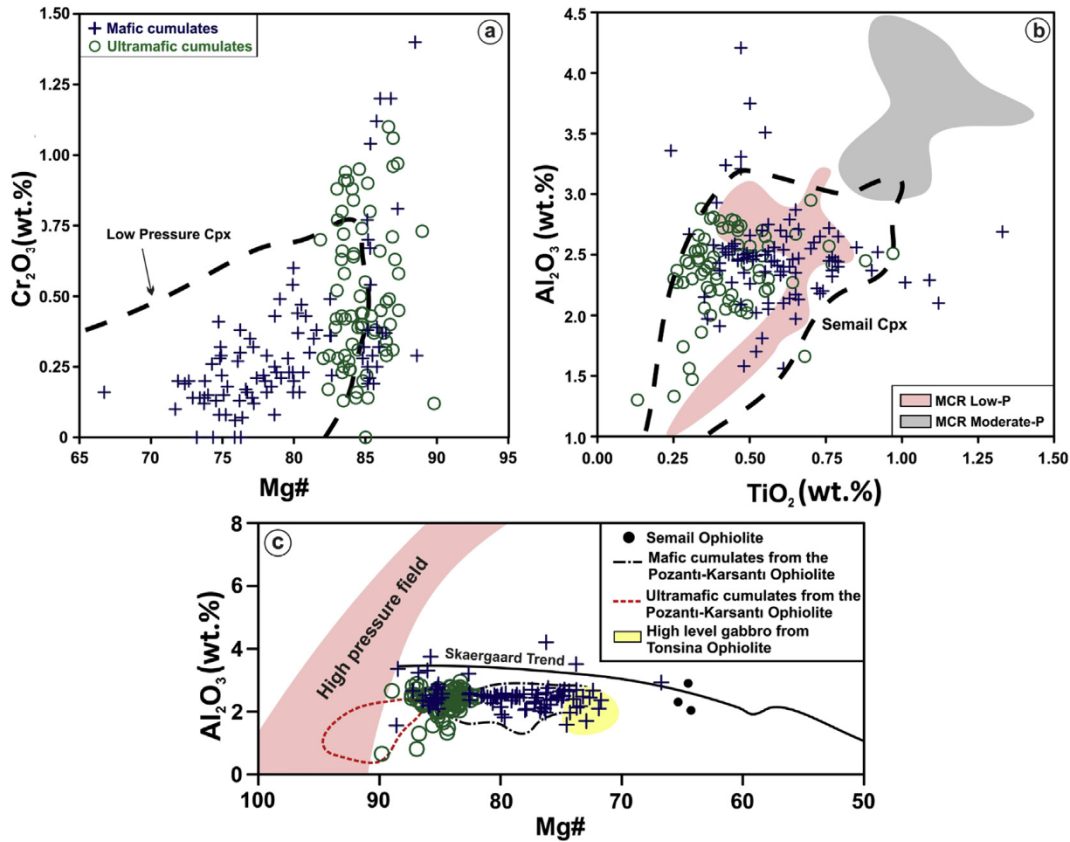 1.50
1.25
1.00
0.75
0.50
0.25
0
Cr2O3 (wt.%)
+ Mafic cumulates
○ Ultramafic cumulates
a
Low Pressure Cpx
65 70 75 80 85 90 95
Mg#
4.5
4.0
3.5
3.0
2.5
2.0
1.5
1.0
Al2O3 (wt.%)
b
Semail Cpx
MCR Low-P
MCR Moderate-P
0.00 0.25 0.50 0.75 1.00 1.25 1.50
TiO2 (wt.%)
8
6
4
2
0
Al2O3 (wt.%)
c
High pressure field
Skaergaard Trend
Semail Ophiolite
Mafic cumulates from the
Pozantı-Karsantı Ophiolite
Ultramafic cumulates from the
Pozantı-Karsantı Ophiolite
High level gabbro from
Tonsina Ophiolite
100 90 80 70 60 50
Mg#